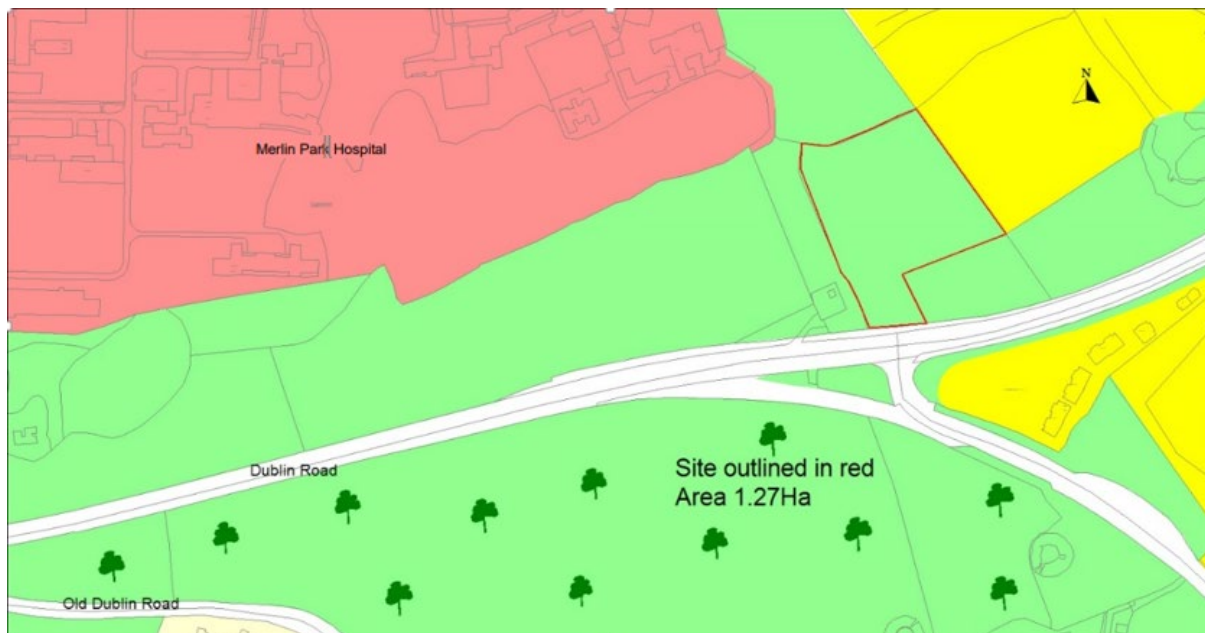 N
Merlin Park Hospital
Dublin Road
Site outlined in red
Area 1.27Ha
Old Dublin Road